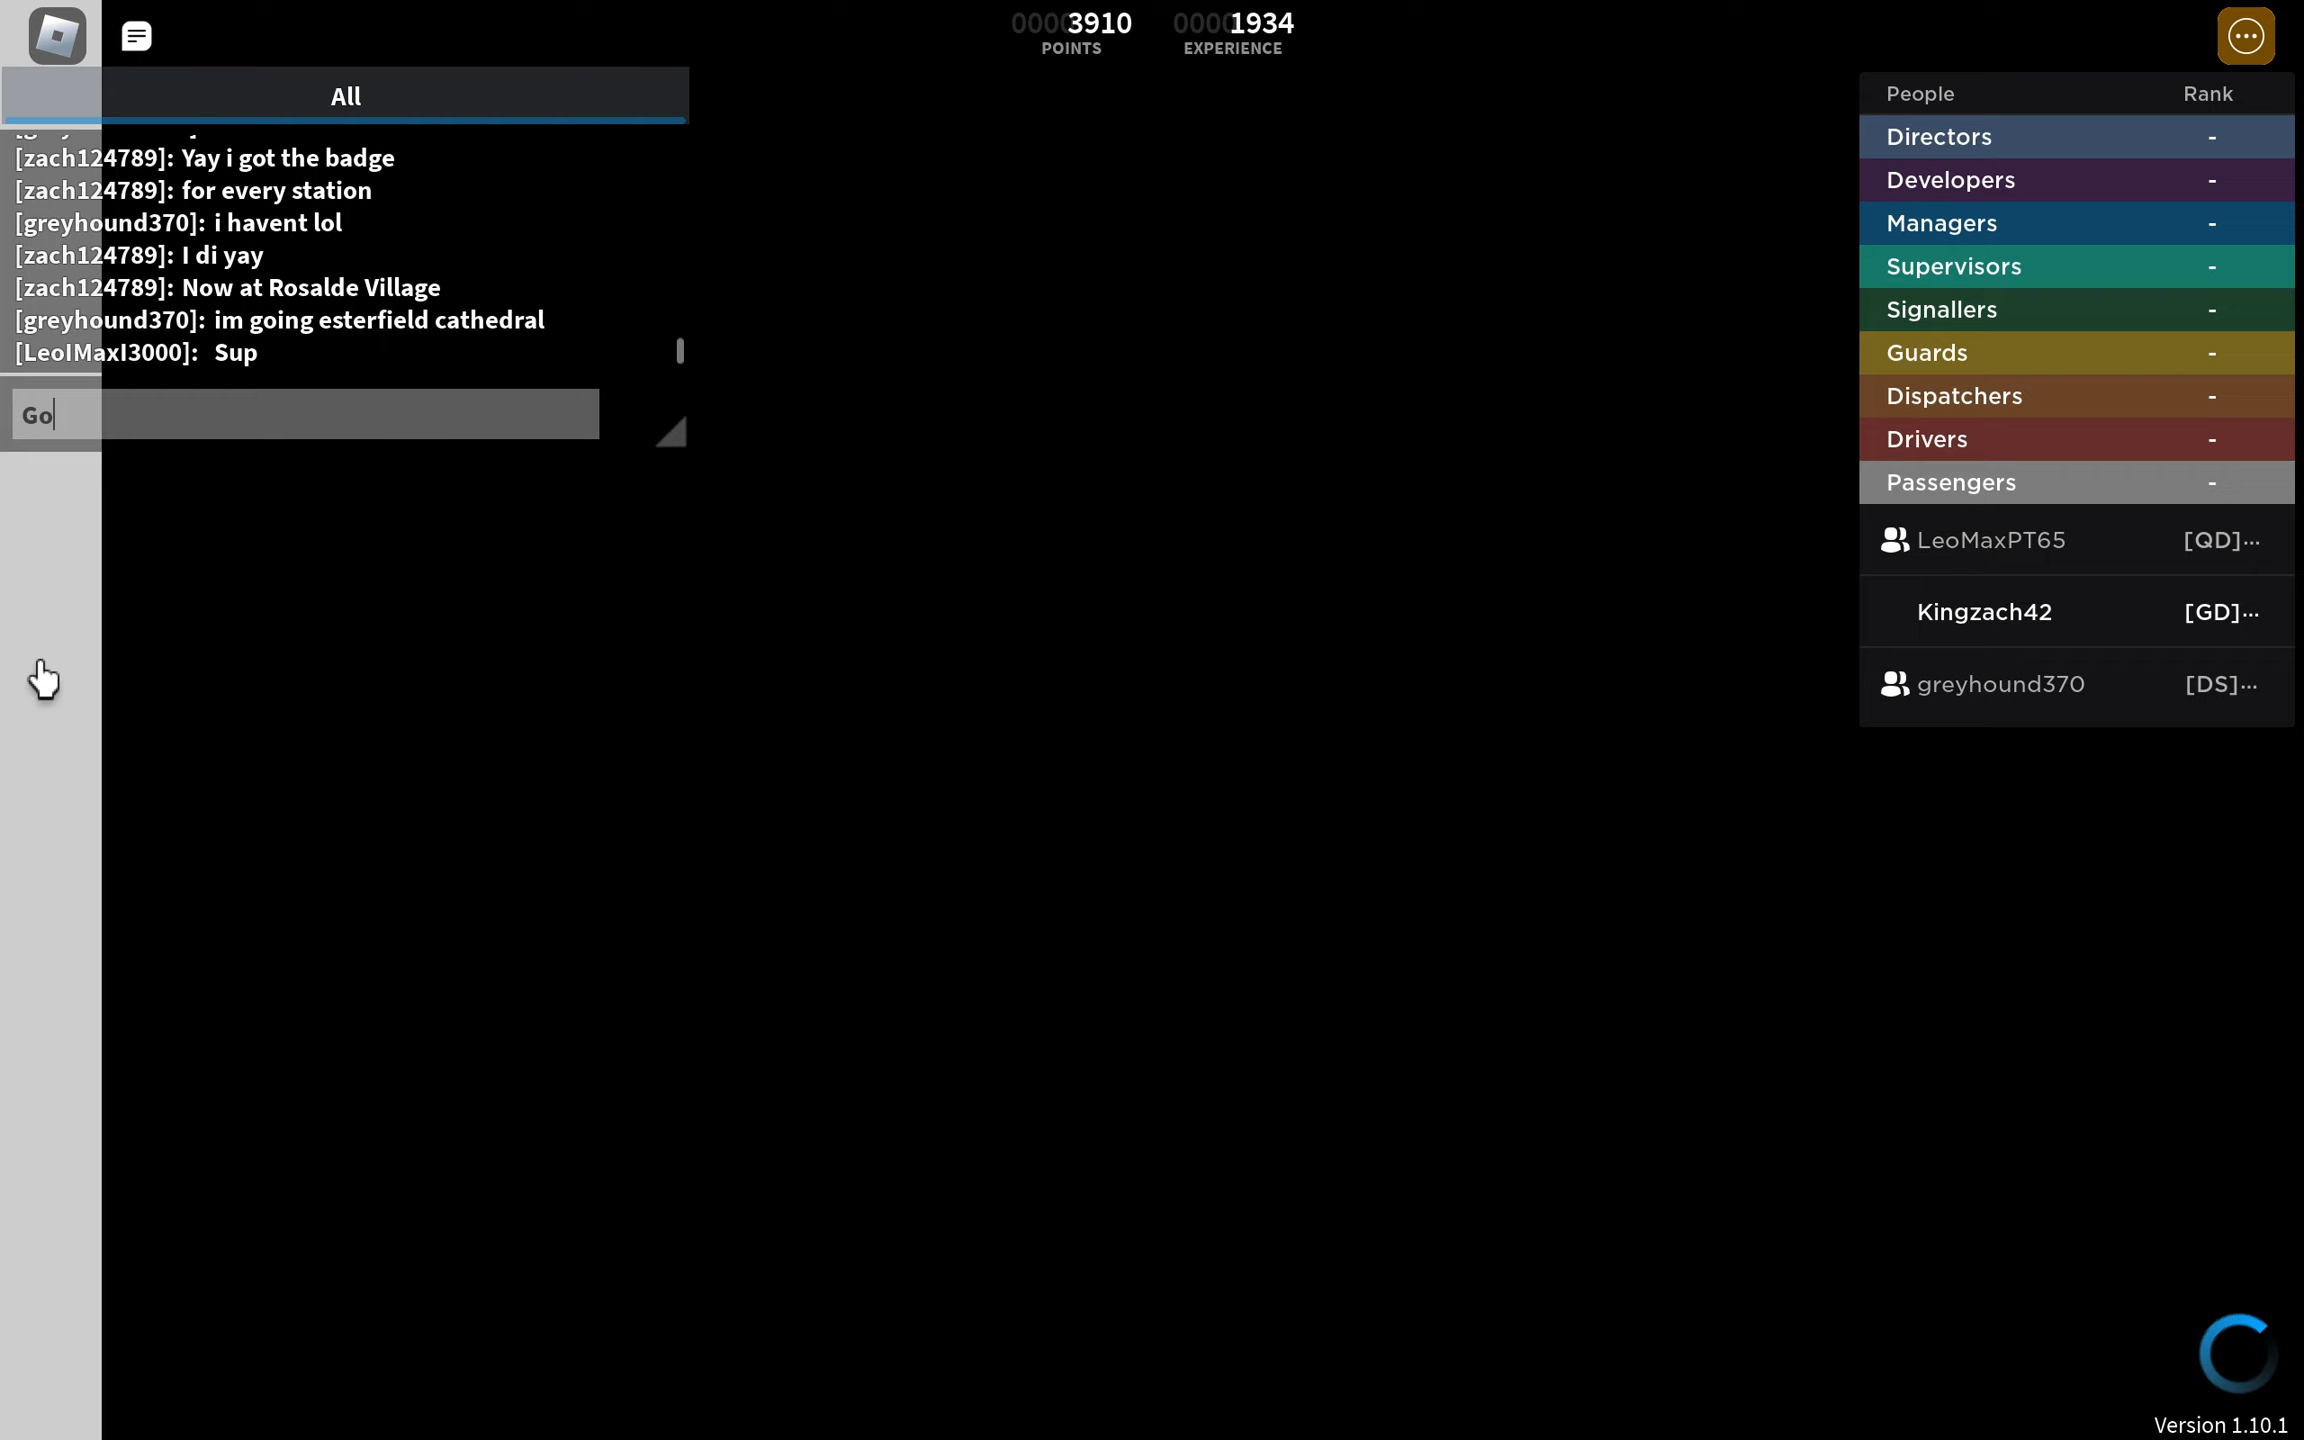 00003910 00001934
POINTS EXPERIENCE
All
[zach124789]: Yay i got the badge
[zach124789]: for every station
[greyhound370]: i havent lol
[zach124789]: I di yay
[zach124789]: Now at Rosalde Village
[greyhound370]: im going esterfield cathedral
[LeoIMaxI3000]: Sup
Go
People Rank
Directors -
Developers -
Managers -
Supervisors -
Signallers -
Guards -
Dispatchers -
Drivers -
Passengers -
LeoMaxPT65 [QD]...
Kingzach42 [GD]...
greyhound370 [DS]...
Version 1.10.1